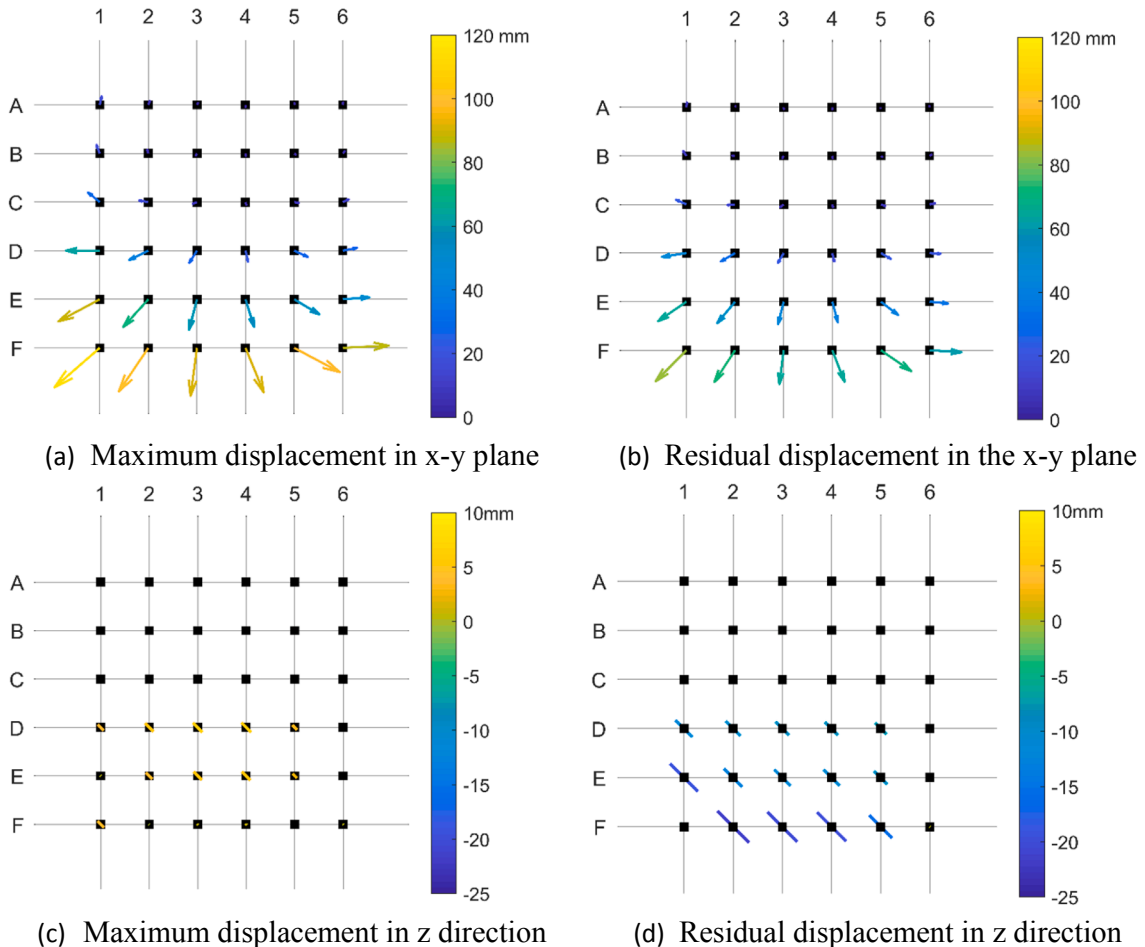 1 2 3 4 5 6
120 mm
A
100
B
80
C
60
D
40
E
20
F
0
(a) Maximum displacement in x-y plane
1 2 3 4 5 6
120 mm
A
100
B
80
C
60
D
40
E
20
F
0
(b) Residual displacement in the x-y plane
1 2 3 4 5 6
10mm
A
5
B
0
C
-5
D
-10
E
-15
F
-20
-25
(c) Maximum displacement in z direction
1 2 3 4 5 6
10mm
A
5
B
0
C
-5
D
-10
E
-15
F
-20
-25
(d) Residual displacement in z direction